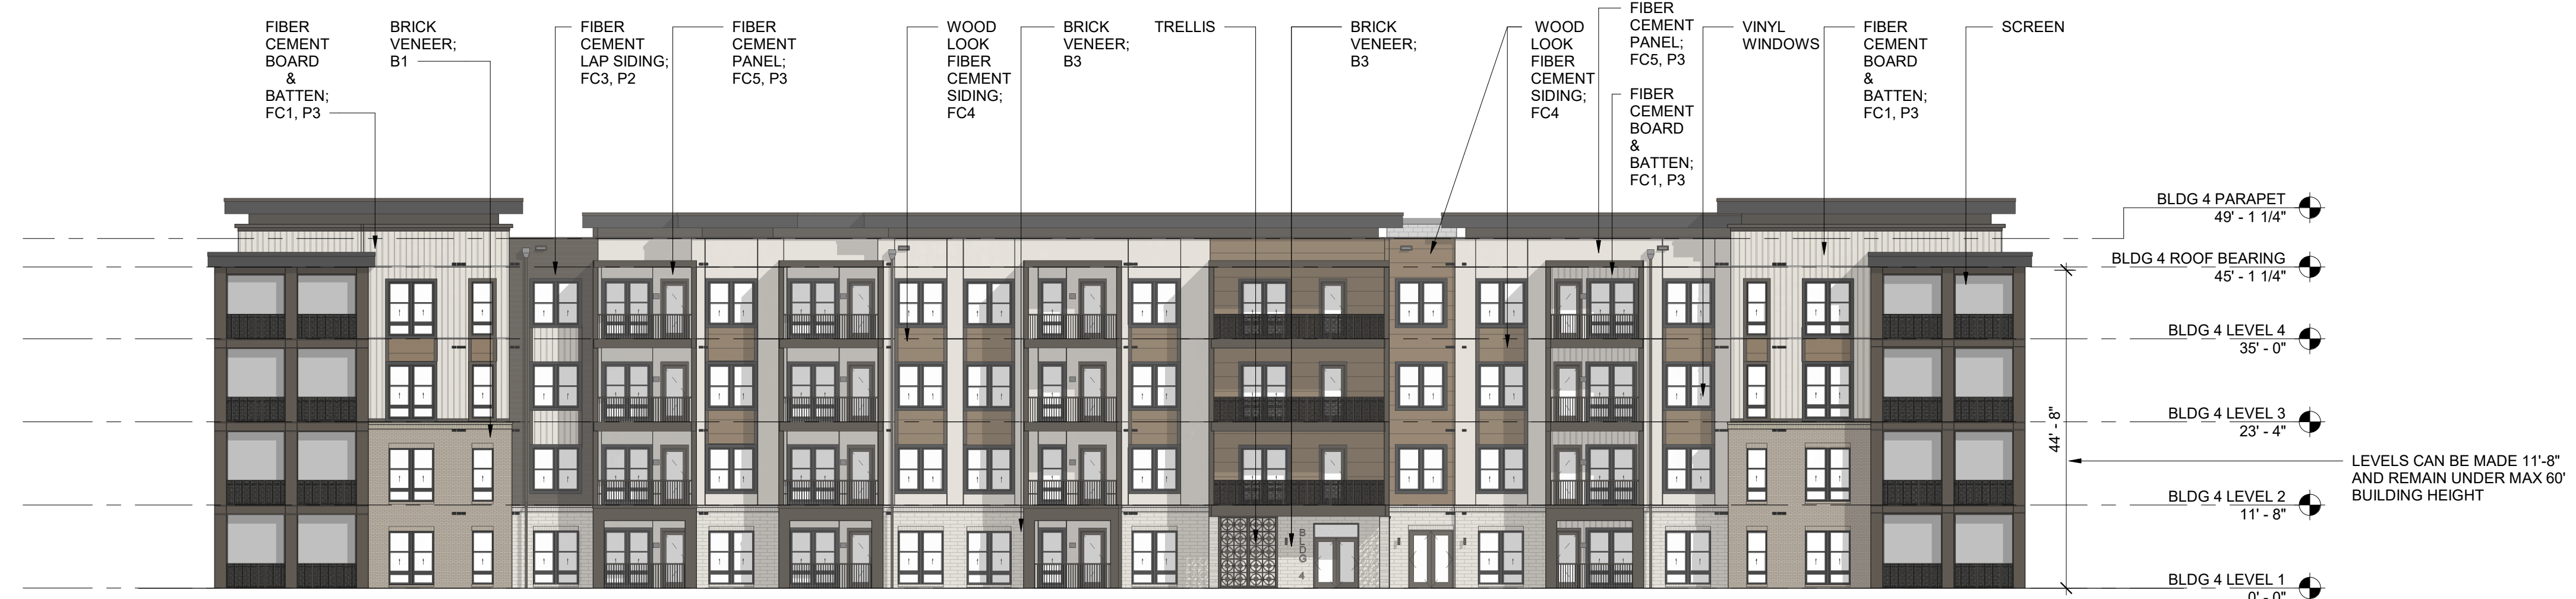 FIBER
CEMENT
BOARD
&
BATTEN;
FC1, P3
BRICK
VENEER;
B1
FIBER
CEMENT
LAP SIDING;
FC3, P2
FIBER
CEMENT
PANEL;
FC5, P3
WOOD
LOOK
FIBER
CEMENT
SIDING;
FC4
BRICK
VENEER;
B3
TRELLIS
BRICK
VENEER;
B3
WOOD
LOOK
FIBER
CEMENT
SIDING;
FC4
FIBER
CEMENT
PANEL;
FC5, P3
FIBER
CEMENT
BOARD
&
BATTEN;
FC1, P3
VINYL
WINDOWS
FIBER
CEMENT
BOARD
&
BATTEN;
FC1, P3
SCREEN
BLDG 4 PARAPET
49' - 1 1/4"
BLDG 4 ROOF BEARING
45' - 1 1/4"
BLDG 4 LEVEL 4
35' - 0"
BLDG 4 LEVEL 3
23' - 4"
44' - 8"
LEVELS CAN BE MADE 11'-8"
AND REMAIN UNDER MAX 60'
BUILDING HEIGHT
BLDG 4 LEVEL 2
11' - 8"
BLDG 4
BLDG 4 LEVEL 1
0' - 0"